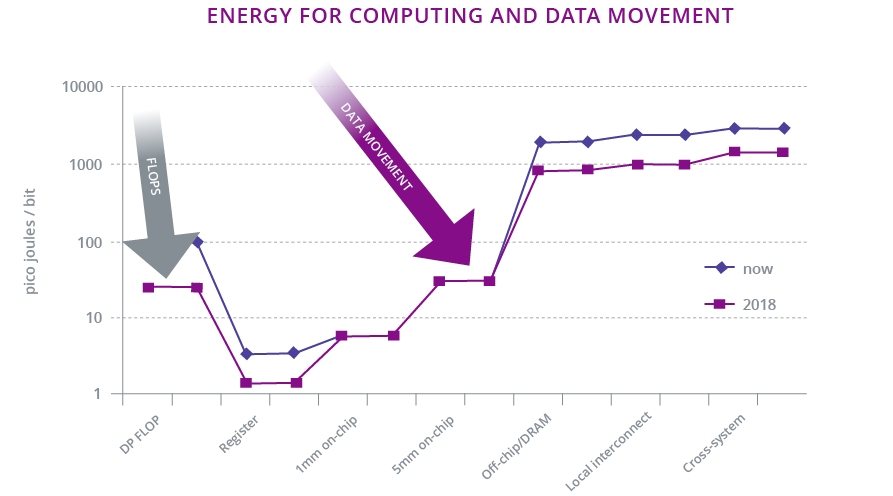 ENERGY FOR COMPUTING AND DATA MOVEMENT
10000
1000
100
10
1
pico joules / bit
FLOPS
DATA MOVEMENT
now
2018
DP FLOP
Register
1mm on-chip
5mm on-chip
Off-chip/DRAM
Local interconnect
Cross-system